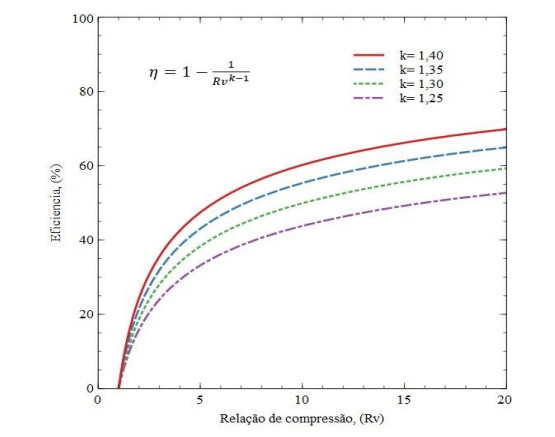 100
80
60
40
20
0
Eficiencia, (%)
η = 1 − 1/Rv^(k−1)
k= 1,40
k= 1,35
k= 1,30
k= 1,25
0 5 10 15 20
Relação de compressão, (Rv)